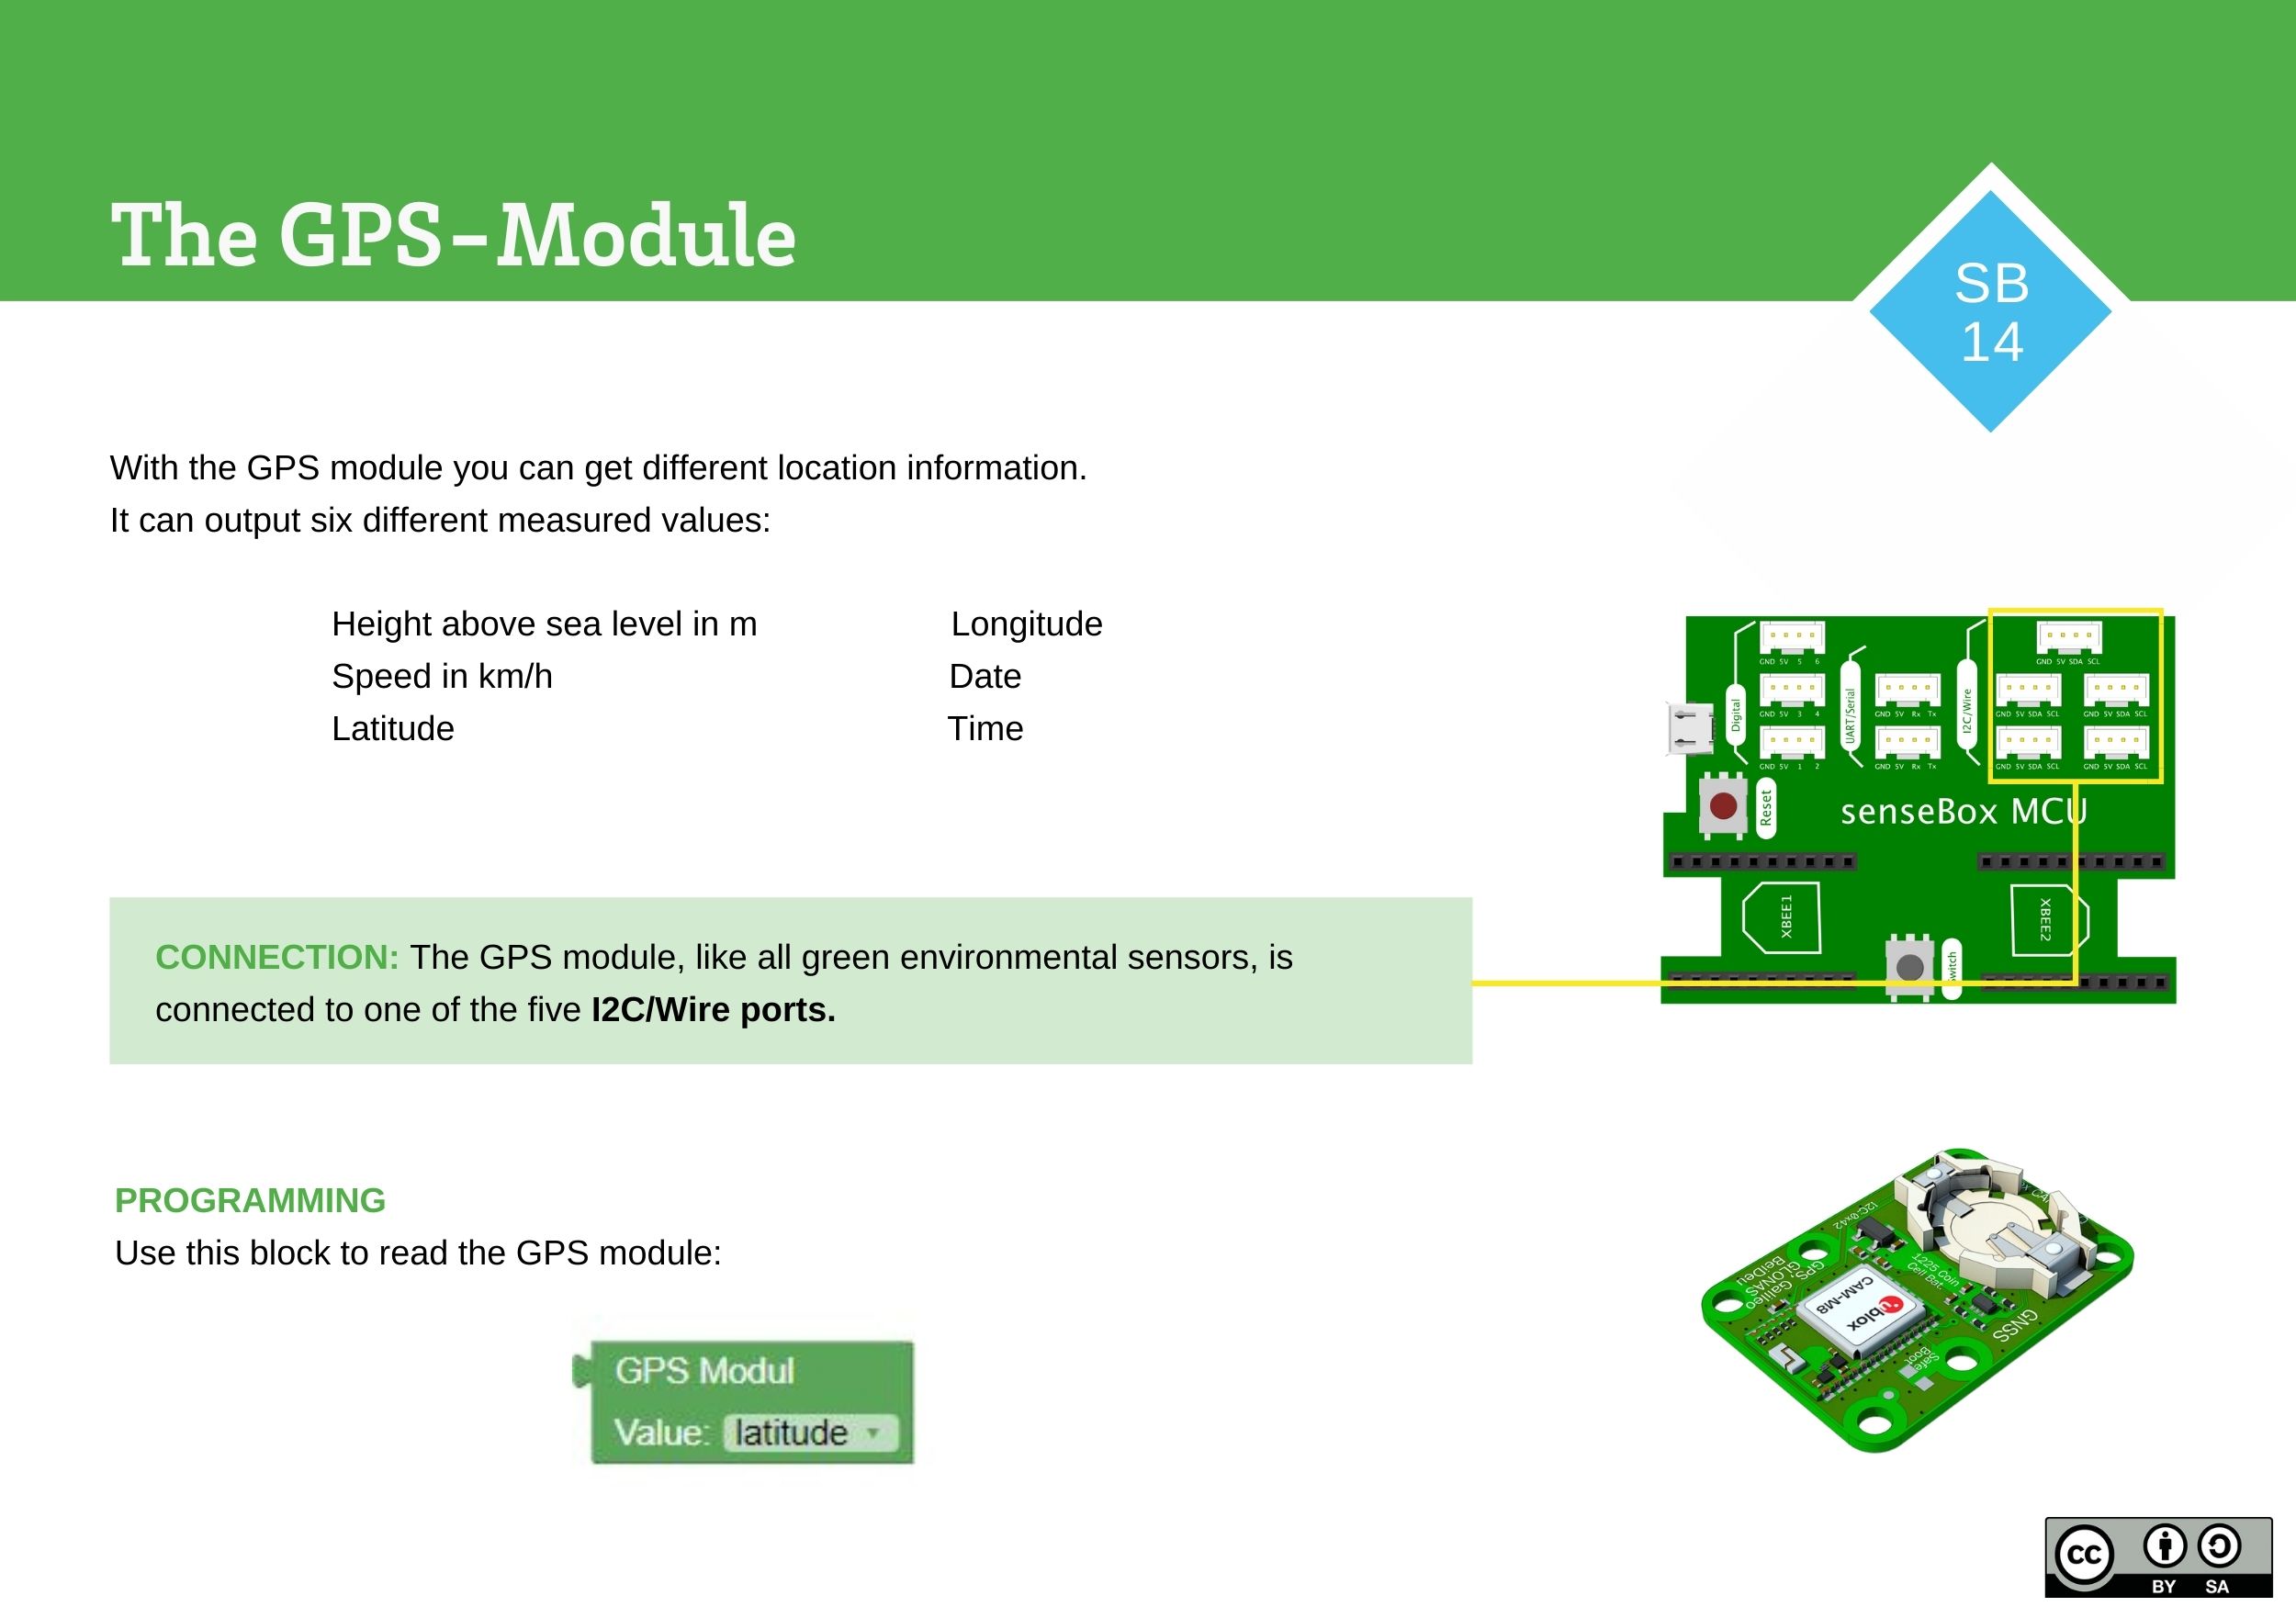 The GPS-Module
SB
14
With the GPS module you can get different location information.
It can output six different measured values:
Height above sea level in m
Longitude
Speed in km/h
Date
Latitude
Time
CONNECTION: The GPS module, like all green environmental sensors, is
connected to one of the five I2C/Wire ports.
GND 5V 5 6
GND 5V SDA SCL
Digital
UART/Serial
I2C/Wire
GND 5V 3 4
GND 5V Rx Tx
GND 5V SDA SCL
GND 5V SDA SCL
GND 5V 1 2
GND 5V Rx Tx
GND 5V SDA SCL
GND 5V SDA SCL
Reset
senseBox MCU
XBEE1
XBEE2
witch
PROGRAMMING
Use this block to read the GPS module:
GPS Modul
Value: latitude
I2C: 0x42
1225 Coin
Cell Bat.
GPS,
Galileo
GLONAS
BeiDeu
CAM-M8
ublox
GNSS
Safe
Boot
CC
BY SA